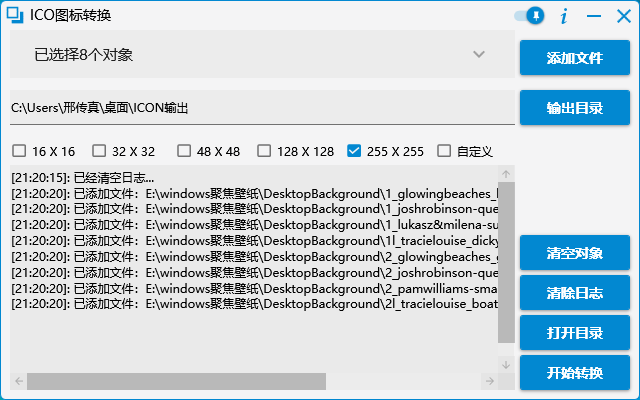 ICO图标转换
已选择8个对象
添加文件
C:\Users\邢传真\桌面\ICON输出
输出目录
16 X 16
32 X 32
48 X 48
128 X 128
255 X 255
自定义
[21:20:15]: 已经清空日志...
[21:20:20]: 已添加文件：E:\windows聚焦壁纸\DesktopBackground\1_glowingbeaches_
[21:20:20]: 已添加文件：E:\windows聚焦壁纸\DesktopBackground\1_joshrobinson-que
[21:20:20]: 已添加文件：E:\windows聚焦壁纸\DesktopBackground\1_lukasz&milena-su
[21:20:20]: 已添加文件：E:\windows聚焦壁纸\DesktopBackground\1l_tracielouise_dicky
[21:20:20]: 已添加文件：E:\windows聚焦壁纸\DesktopBackground\2_glowingbeaches_
[21:20:20]: 已添加文件：E:\windows聚焦壁纸\DesktopBackground\2_joshrobinson-que
[21:20:20]: 已添加文件：E:\windows聚焦壁纸\DesktopBackground\2_pamwilliams-sma
[21:20:20]: 已添加文件：E:\windows聚焦壁纸\DesktopBackground\2l_tracielouise_boat
清空对象
清除日志
打开目录
开始转换